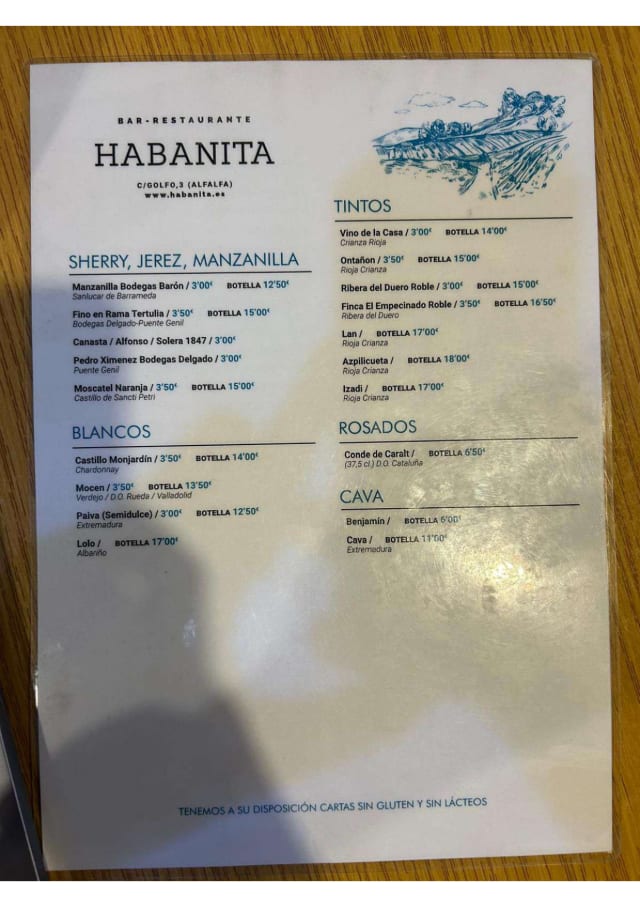 BAR-RESTAURANTE
HABANITA
C/GOLFO,3 (ALFALFA)
www.habanita.es
SHERRY, JEREZ, MANZANILLA
Manzanilla Bodegas Barón / 3'00€ BOTELLA 12'50€
Sanlucar de Barrameda
Fino en Rama Tertulia / 3'50€ BOTELLA 15'00€
Bodegas Delgado-Puente Genil
Canasta / Alfonso / Solera 1847 / 3'00€
Pedro Ximenez Bodegas Delgado / 3'00€
Puente Genil
Moscatel Naranja / 3'50€ BOTELLA 15'00€
Castillo de Sancti Petri
BLANCOS
Castillo Monjardín / 3'50€ BOTELLA 14'00€
Chardonnay
Mocen / 3'50€ BOTELLA 13'50€
Verdejo / D.O. Rueda / Valladolid
Paiva (Semidulce) / 3'00€ BOTELLA 12'50€
Extremadura
Lolo / BOTELLA 17'00€
Albariño
TINTOS
Vino de la Casa / 3'00€ BOTELLA 14'00€
Crianza Rioja
Ontañon / 3'50€ BOTELLA 15'00€
Rioja Crianza
Ribera del Duero Roble / 3'00€ BOTELLA 15'00€
Finca El Empecinado Roble / 3'50€ BOTELLA 16'50€
Ribera del Duero
Lan / BOTELLA 17'00€
Rioja Crianza
Azpilicueta / BOTELLA 18'00€
Rioja Crianza
Izadi / BOTELLA 17'00€
Rioja Crianza
ROSADOS
Conde de Caralt / BOTELLA 6'50€
(37,5 cl.) D.O. Cataluña
CAVA
Benjamín / BOTELLA 6'00€
Cava / BOTELLA 11'00€
Extremadura
TENEMOS A SU DISPOSICIÓN CARTAS SIN GLUTEN Y SIN LÁCTEOS